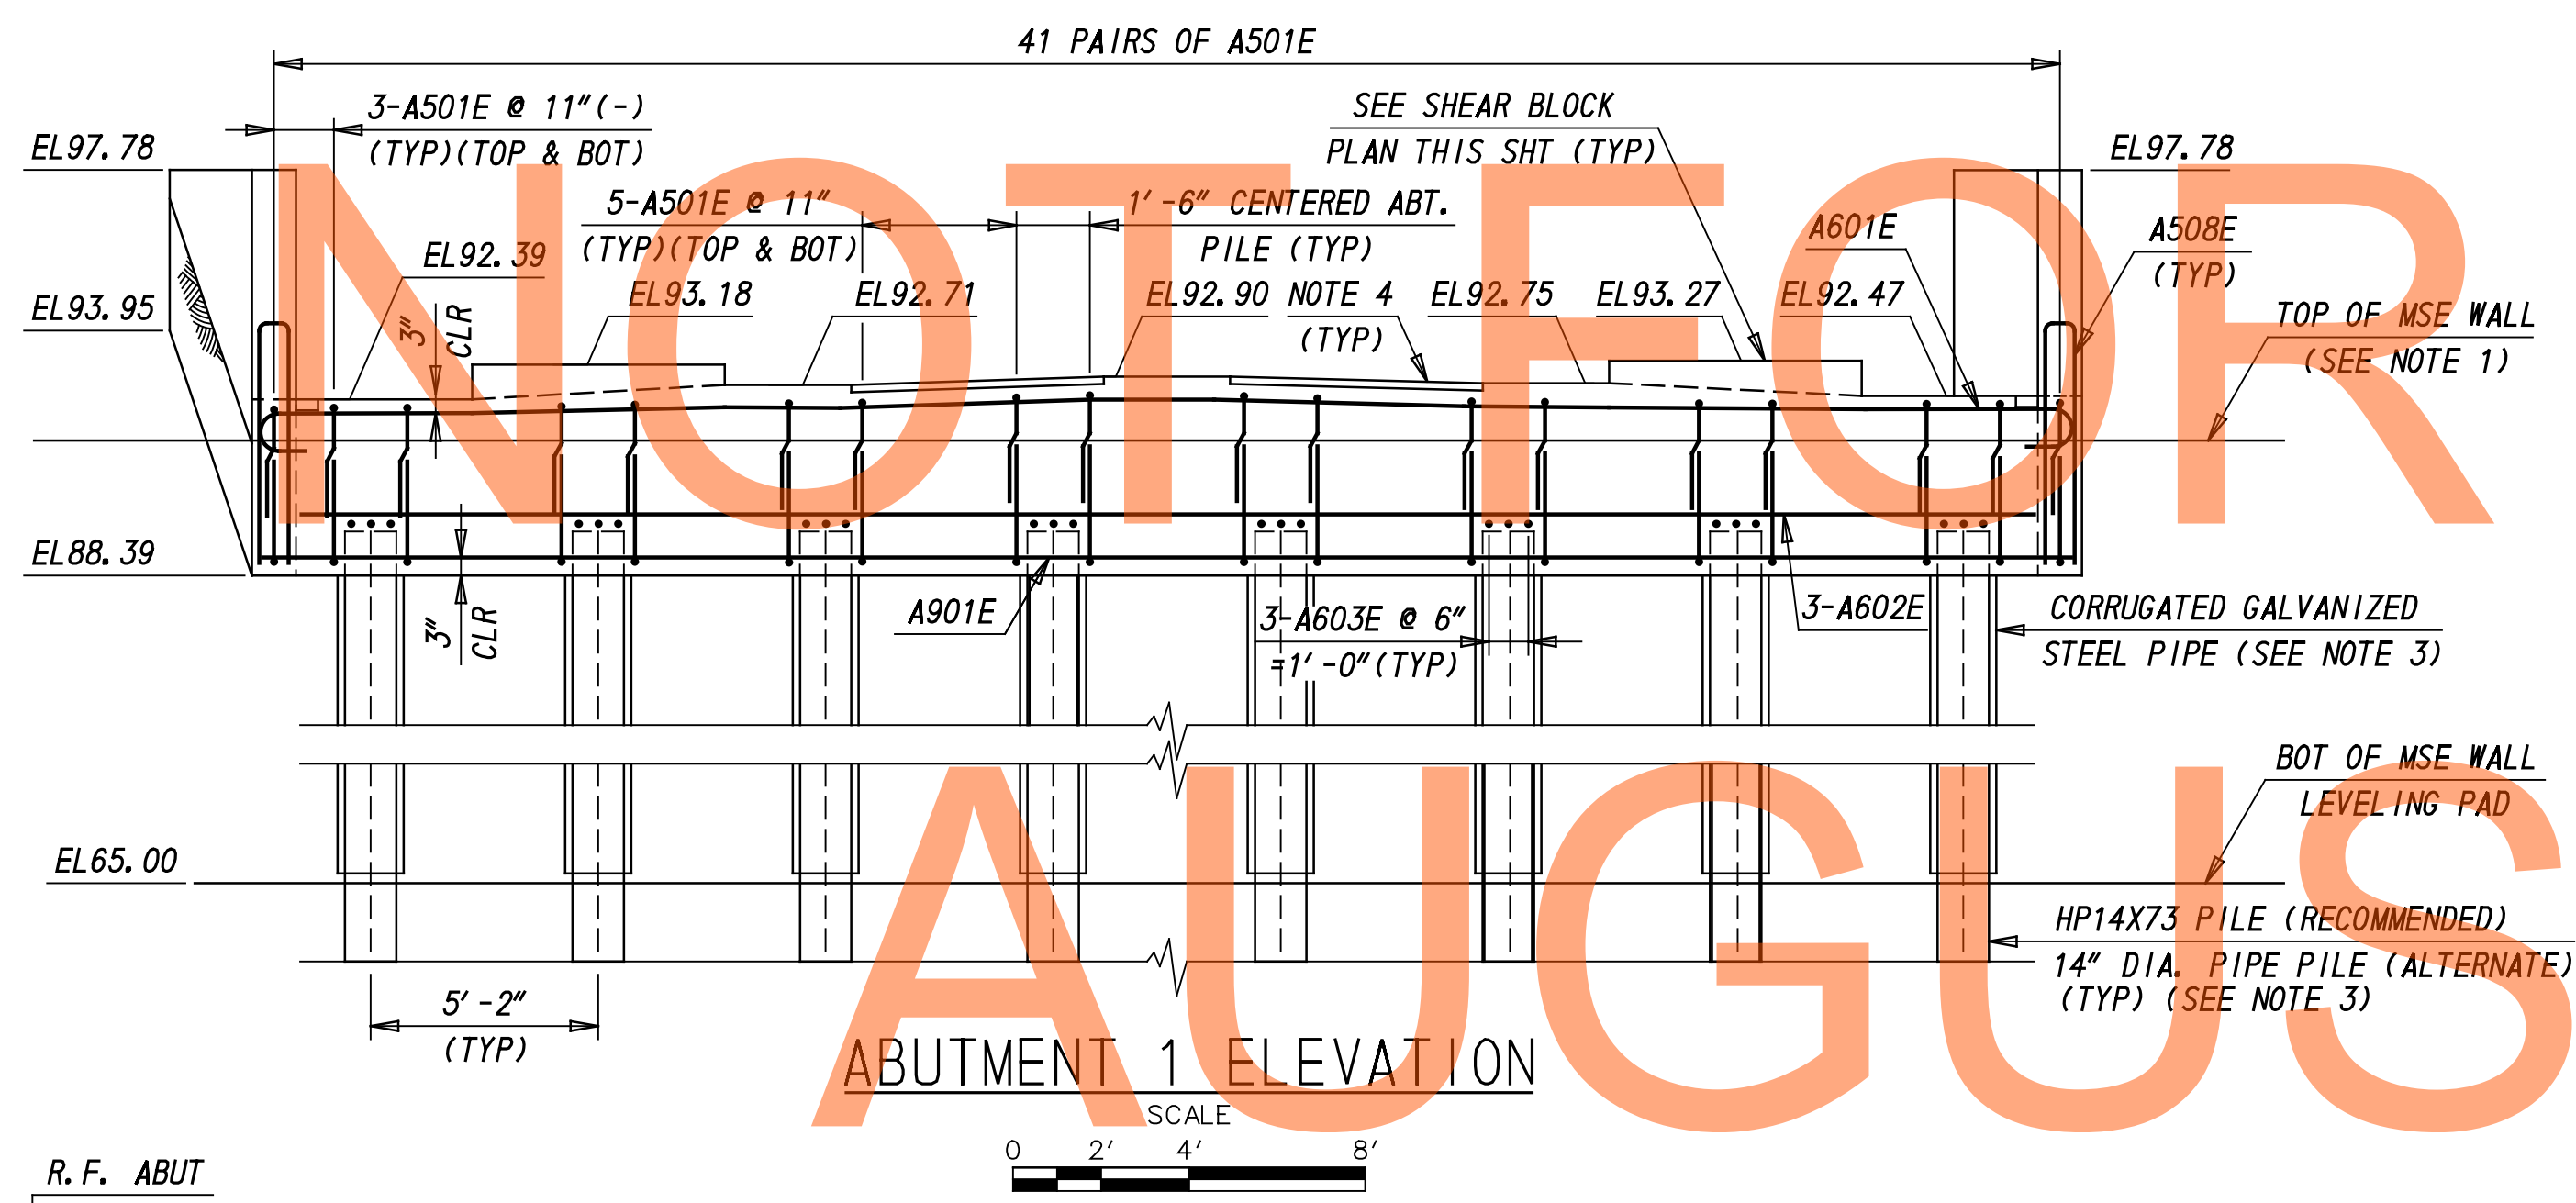 41 PAIRS OF A501E
3-A501E @ 11"(-)
(TYP)(TOP & BOT)
SEE SHEAR BLOCK
PLAN THIS SHT (TYP)
EL97.78
EL97.78
5-A501E @ 11"
(TYP)(TOP & BOT)
1'-6" CENTERED ABT.
PILE (TYP)
A601E
A508E
(TYP)
EL92.39
EL93.95
3"
CLR
EL93.18
EL92.71
EL92.90
NOTE 4
(TYP)
EL92.75
EL93.27
EL92.47
TOP OF MSE WALL
(SEE NOTE 1)
NOT FOR
EL88.39
3"
CLR
A901E
3-A603E @ 6"
=1'-0"(TYP)
3-A602E
CORRUGATED GALVANIZED
STEEL PIPE (SEE NOTE 3)
BOT OF MSE WALL
LEVELING PAD
EL65.00
HP14X73 PILE (RECOMMENDED)
14" DIA. PIPE PILE (ALTERNATE)
(TYP) (SEE NOTE 3)
5'-2"
(TYP)
AUGUS
ABUTMENT 1 ELEVATION
SCALE
0 2' 4' 8'
R.F. ABUT